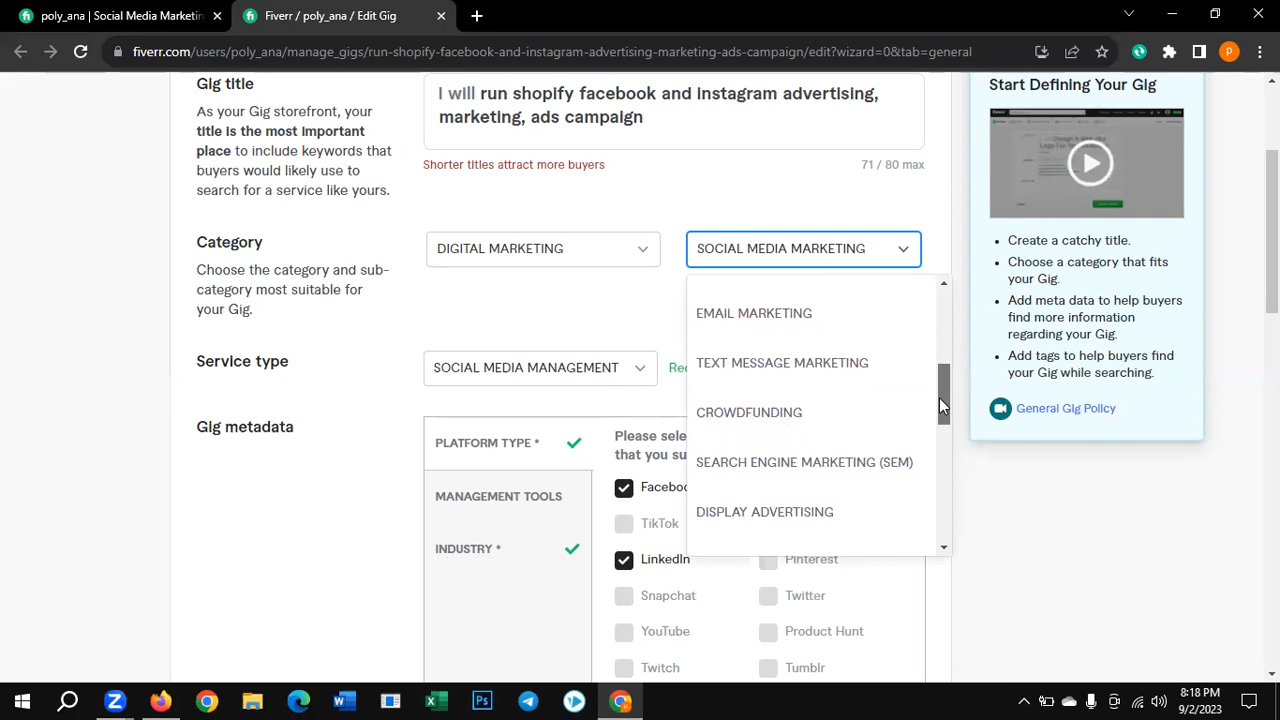 poly_ana | Social Media Marketin
Fiverr / poly_ana / Edit Gig
fiverr.com/users/poly_ana/manage_gigs/run-shopify-facebook-and-instagram-advertising-marketing-ads-campaign/edit?wizard=0&tab=general
Gig title
As your Gig storefront, your
title is the most important
place to include keywords that
buyers would likely use to
search for a service like yours.
I will run shopify facebook and instagram advertising,
marketing, ads campaign
Shorter titles attract more buyers
71 / 80 max
Category
Choose the category and sub-
category most suitable for
your Gig.
DIGITAL MARKETING
SOCIAL MEDIA MARKETING
EMAIL MARKETING
TEXT MESSAGE MARKETING
CROWDFUNDING
SEARCH ENGINE MARKETING (SEM)
DISPLAY ADVERTISING
Service type
SOCIAL MEDIA MANAGEMENT
Gig metadata
PLATFORM TYPE *
MANAGEMENT TOOLS
INDUSTRY *
Please sele
that you su
Faceboo
TikTok
LinkedIn
Pinterest
Snapchat
Twitter
YouTube
Product Hunt
Twitch
Tumblr
Start Defining Your Gig
• Create a catchy title.
• Choose a category that fits
your Gig.
• Add meta data to help buyers
find more information
regarding your Gig.
• Add tags to help buyers find
your Gig while searching.
General Gig Policy
8:18 PM
9/2/2023